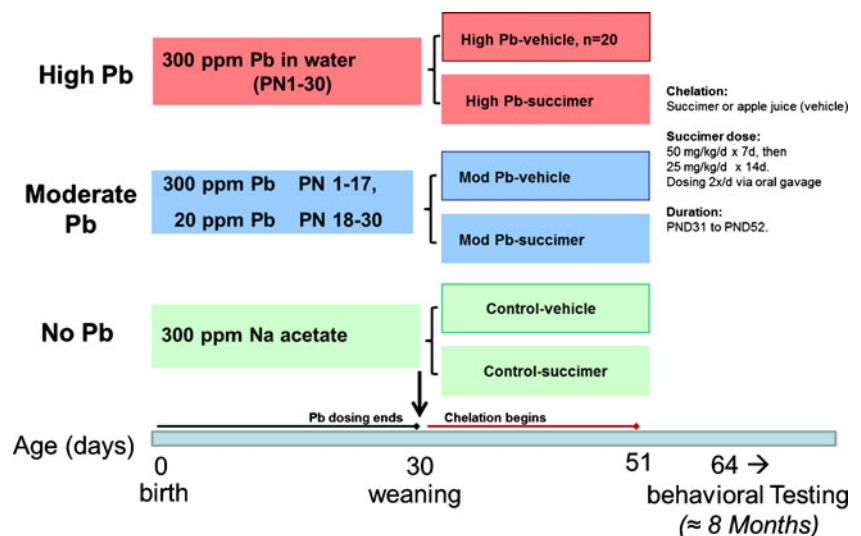 High Pb
300 ppm Pb in water
(PN1-30)
High Pb-vehicle, n=20
High Pb-succimer
Chelation:
Succimer or apple juice (vehicle)
Succimer dose:
50 mg/kg/d x 7d, then
25 mg/kg/d x 14d.
Dosing 2x/d via oral gavage
Duration:
PND31 to PND52.
Moderate
Pb
300 ppm Pb PN 1-17,
20 ppm Pb PN 18-30
Mod Pb-vehicle
Mod Pb-succimer
No Pb
300 ppm Na acetate
Control-vehicle
Control-succimer
Pb dosing ends
Chelation begins
Age (days)
0
birth
30
weaning
51
64 →
behavioral Testing
(≈ 8 Months)